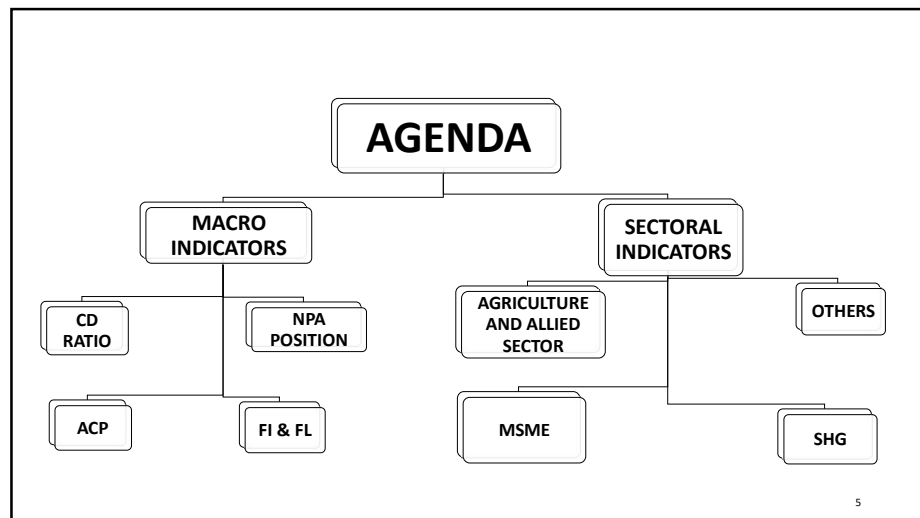 AGENDA
MACRO
INDICATORS
SECTORAL
INDICATORS
CD
RATIO
NPA
POSITION
AGRICULTURE
AND ALLIED
SECTOR
OTHERS
ACP
FI & FL
MSME
SHG
5